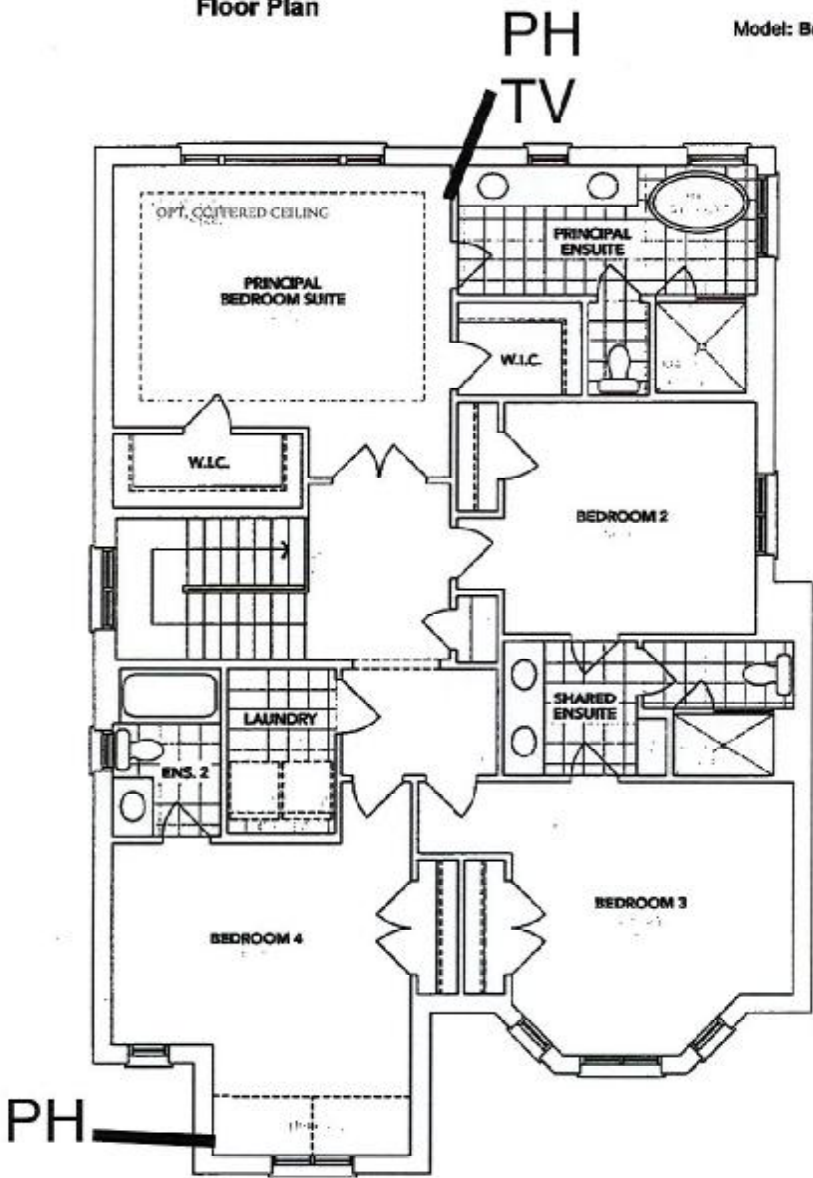 Floor Plan
Model:
PH
TV
OPT. COFFERED CEILING
PRINCIPAL
ENSUITE
PRINCIPAL
BEDROOM SUITE
W.I.C.
W.I.C.
BEDROOM 2
SHARED
ENSUITE
LAUNDRY
ENS. 2
BEDROOM 3
BEDROOM 4
PH